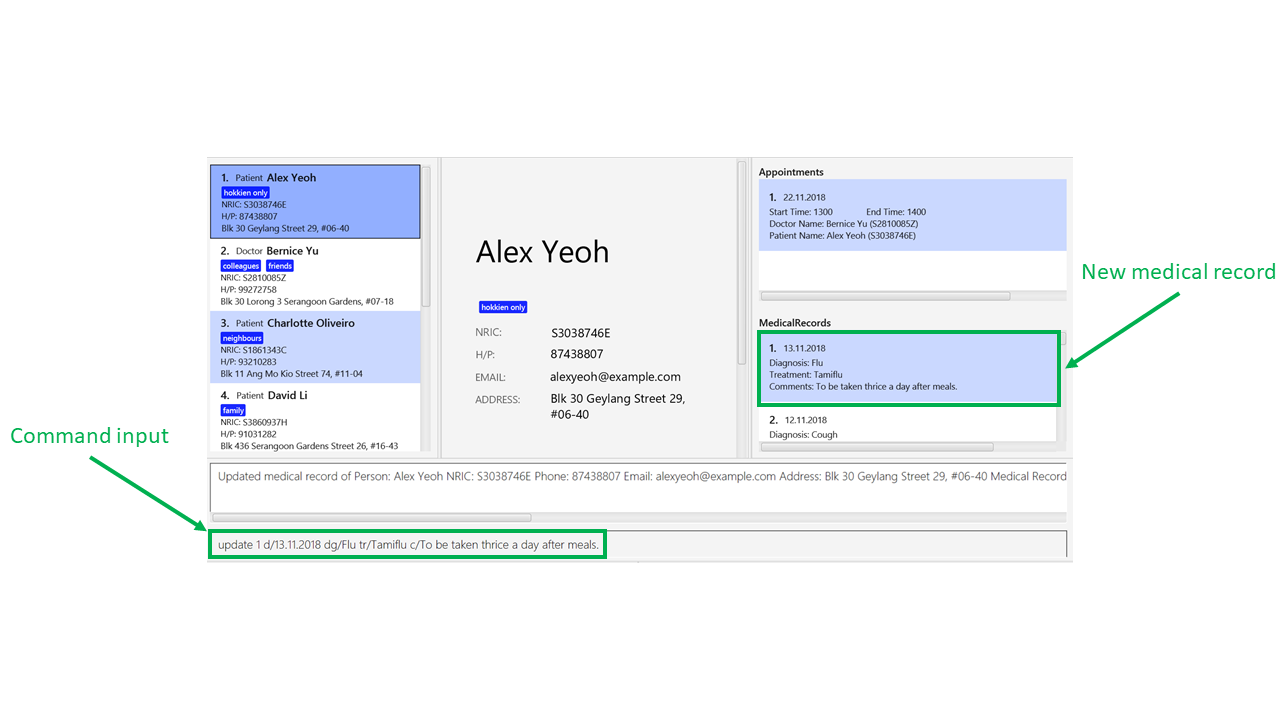 1. Patient Alex Yeoh
hokkien only
NRIC: S3038746E
H/P: 87438807
Blk 30 Geylang Street 29, #06-40
2. Doctor Bernice Yu
colleagues friends
NRIC: S2810085Z
H/P: 99272758
Blk 30 Lorong 3 Serangoon Gardens, #07-18
3. Patient Charlotte Oliveiro
neighbours
NRIC: S1861343C
H/P: 93210283
Blk 11 Ang Mo Kio Street 74, #11-04
4. Patient David Li
family
NRIC: S3860937H
H/P: 91031282
Blk 436 Serangoon Gardens Street 26, #16-43
Alex Yeoh
hokkien only
NRIC: S3038746E
H/P: 87438807
EMAIL: alexyeoh@example.com
ADDRESS: Blk 30 Geylang Street 29,
#06-40
Appointments
1. 22.11.2018
Start Time: 1300 End Time: 1400
Doctor Name: Bernice Yu (S2810085Z)
Patient Name: Alex Yeoh (S3038746E)
MedicalRecords
1. 13.11.2018
Diagnosis: Flu
Treatment: Tamiflu
Comments: To be taken thrice a day after meals.
2. 12.11.2018
Diagnosis: Cough
New medical record
Command input
Updated medical record of Person: Alex Yeoh NRIC: S3038746E Phone: 87438807 Email: alexyeoh@example.com Address: Blk 30 Geylang Street 29, #06-40 Medical Record
update 1 d/13.11.2018 dg/Flu tr/Tamiflu c/To be taken thrice a day after meals.